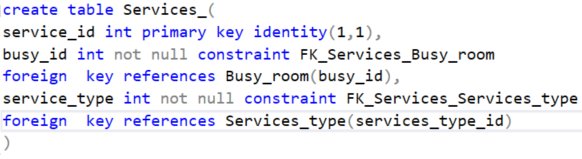 create table Services_(
service_id int primary key identity(1,1),
busy_id int not null constraint FK_Services_Busy_room
foreign  key references Busy_room(busy_id),
service_type int not null constraint FK_Services_Services_type
foreign  key references Services_type(services_type_id)
)